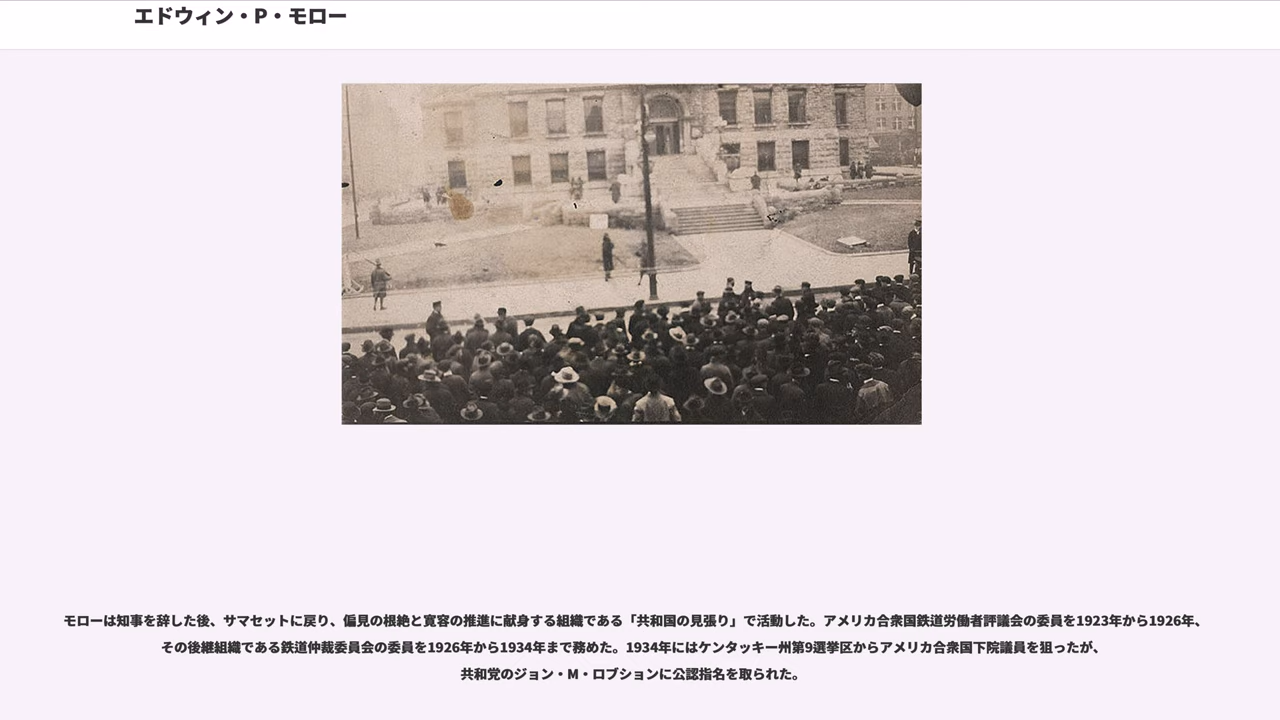 エドウィン・P・モロー
モローは知事を辞した後、サマセットに戻り、偏見の根絶と寛容の推進に献身する組織である「共和国の見張り」で活動した。アメリカ合衆国鉄道労働者評議会の委員を1923年から1926年、
その後継組織である鉄道仲裁委員会の委員を1926年から1934年まで務めた。1934年にはケンタッキー州第9選挙区からアメリカ合衆国下院議員を狙ったが、
共和党のジョン・M・ロブションに公認指名を取られた。